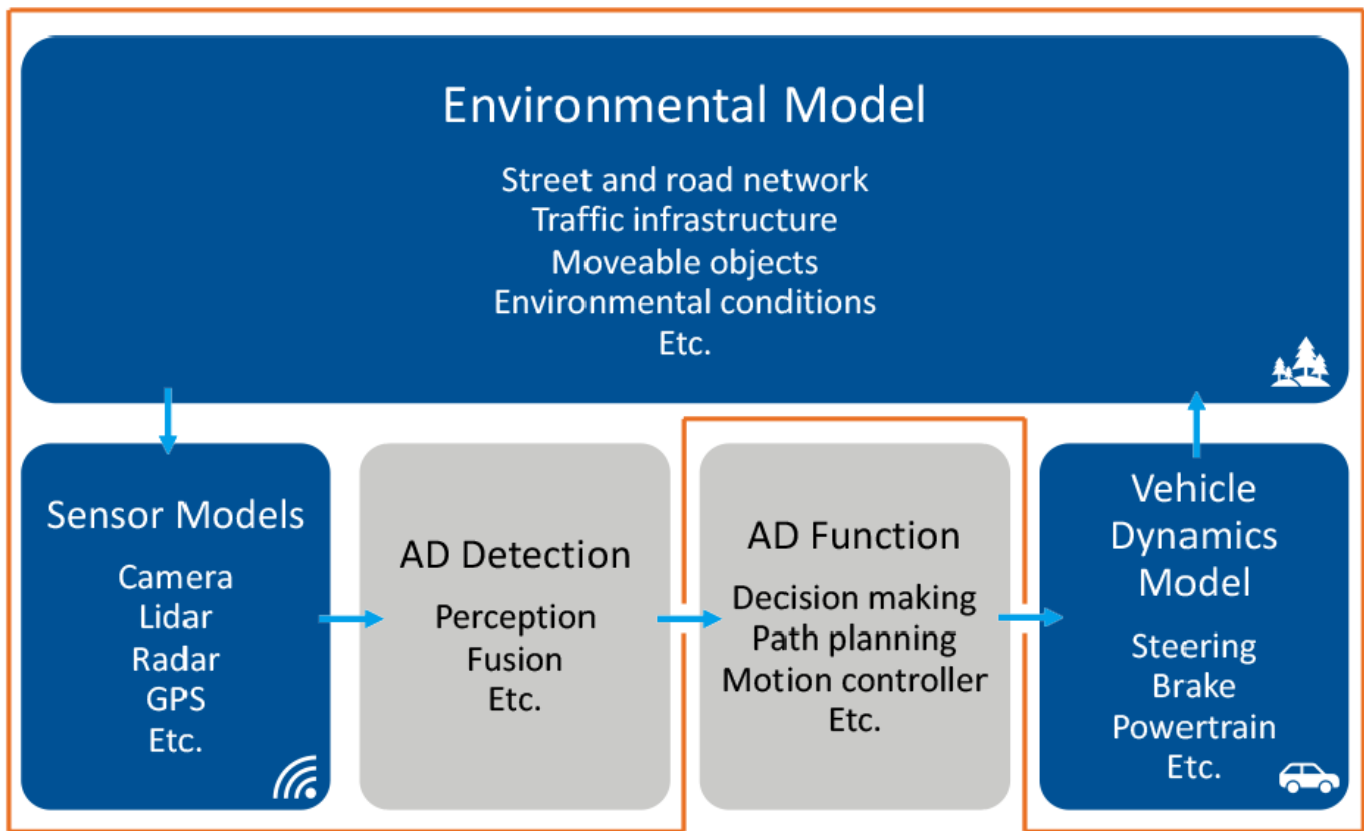 Environmental Model
Street and road network
Traffic infrastructure
Moveable objects
Environmental conditions
Etc.
Sensor Models
Camera
Lidar
Radar
GPS
Etc.
AD Detection
Perception
Fusion
Etc.
AD Function
Decision making
Path planning
Motion controller
Etc.
Vehicle
Dynamics
Model
Steering
Brake
Powertrain
Etc.